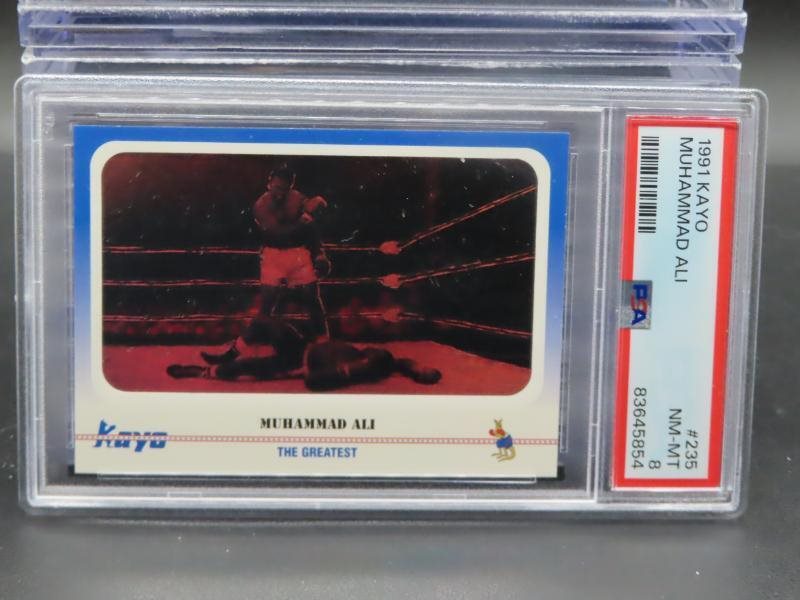 MUHAMMAD ALI
Kayo
THE GREATEST
1991 KAYO
MUHAMMAD ALI
PSA
#235
NM-MT 8
83645854